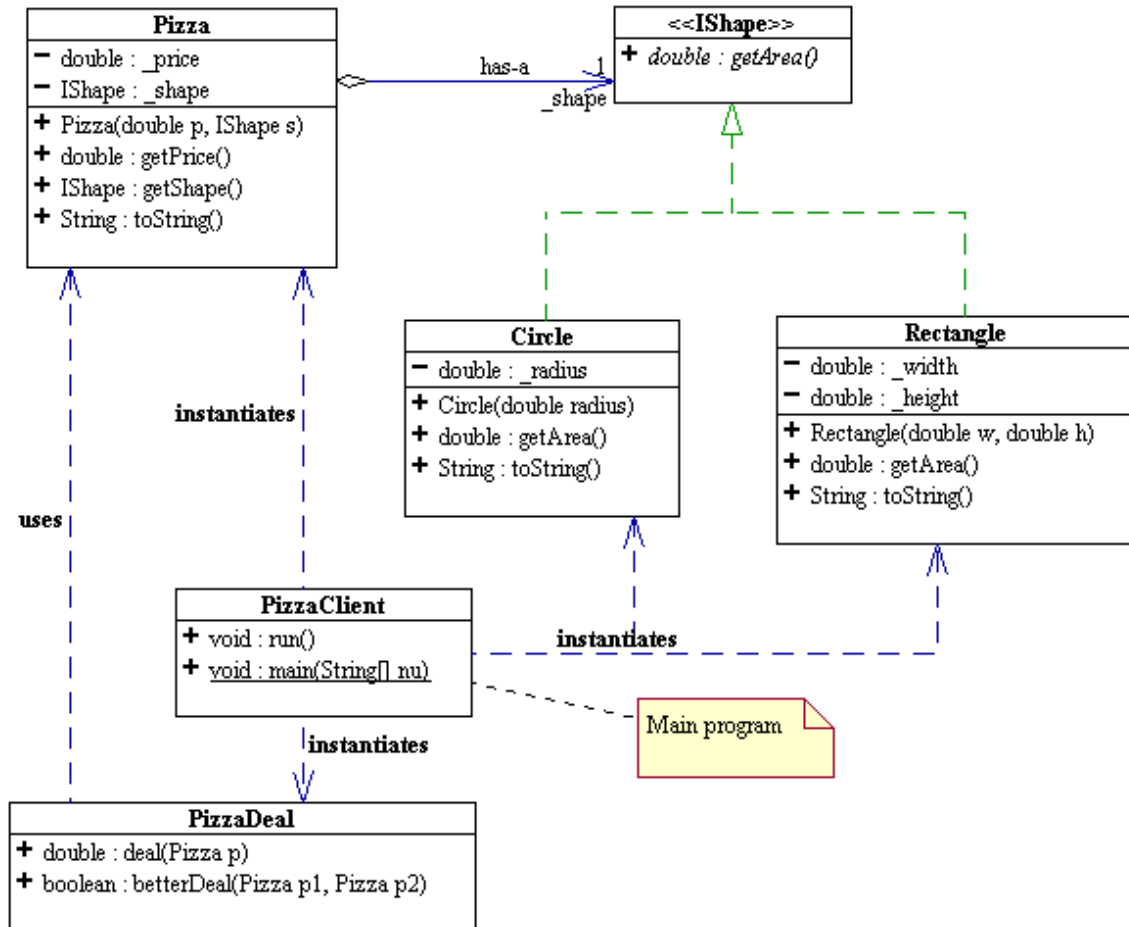 Pizza
- double : _price
- IShape : _shape
+ Pizza(double p, IShape s)
+ double : getPrice()
+ IShape : getShape()
+ String : toString()
has-a
1
_shape
<<IShape>>
+ double : getArea()
Circle
- double : _radius
+ Circle(double radius)
+ double : getArea()
+ String : toString()
Rectangle
- double : _width
- double : _height
+ Rectangle(double w, double h)
+ double : getArea()
+ String : toString()
instantiates
uses
PizzaClient
+ void : run()
+ void : main(String[] nu)
instantiates
Main program
instantiates
PizzaDeal
+ double : deal(Pizza p)
+ boolean : betterDeal(Pizza p1, Pizza p2)